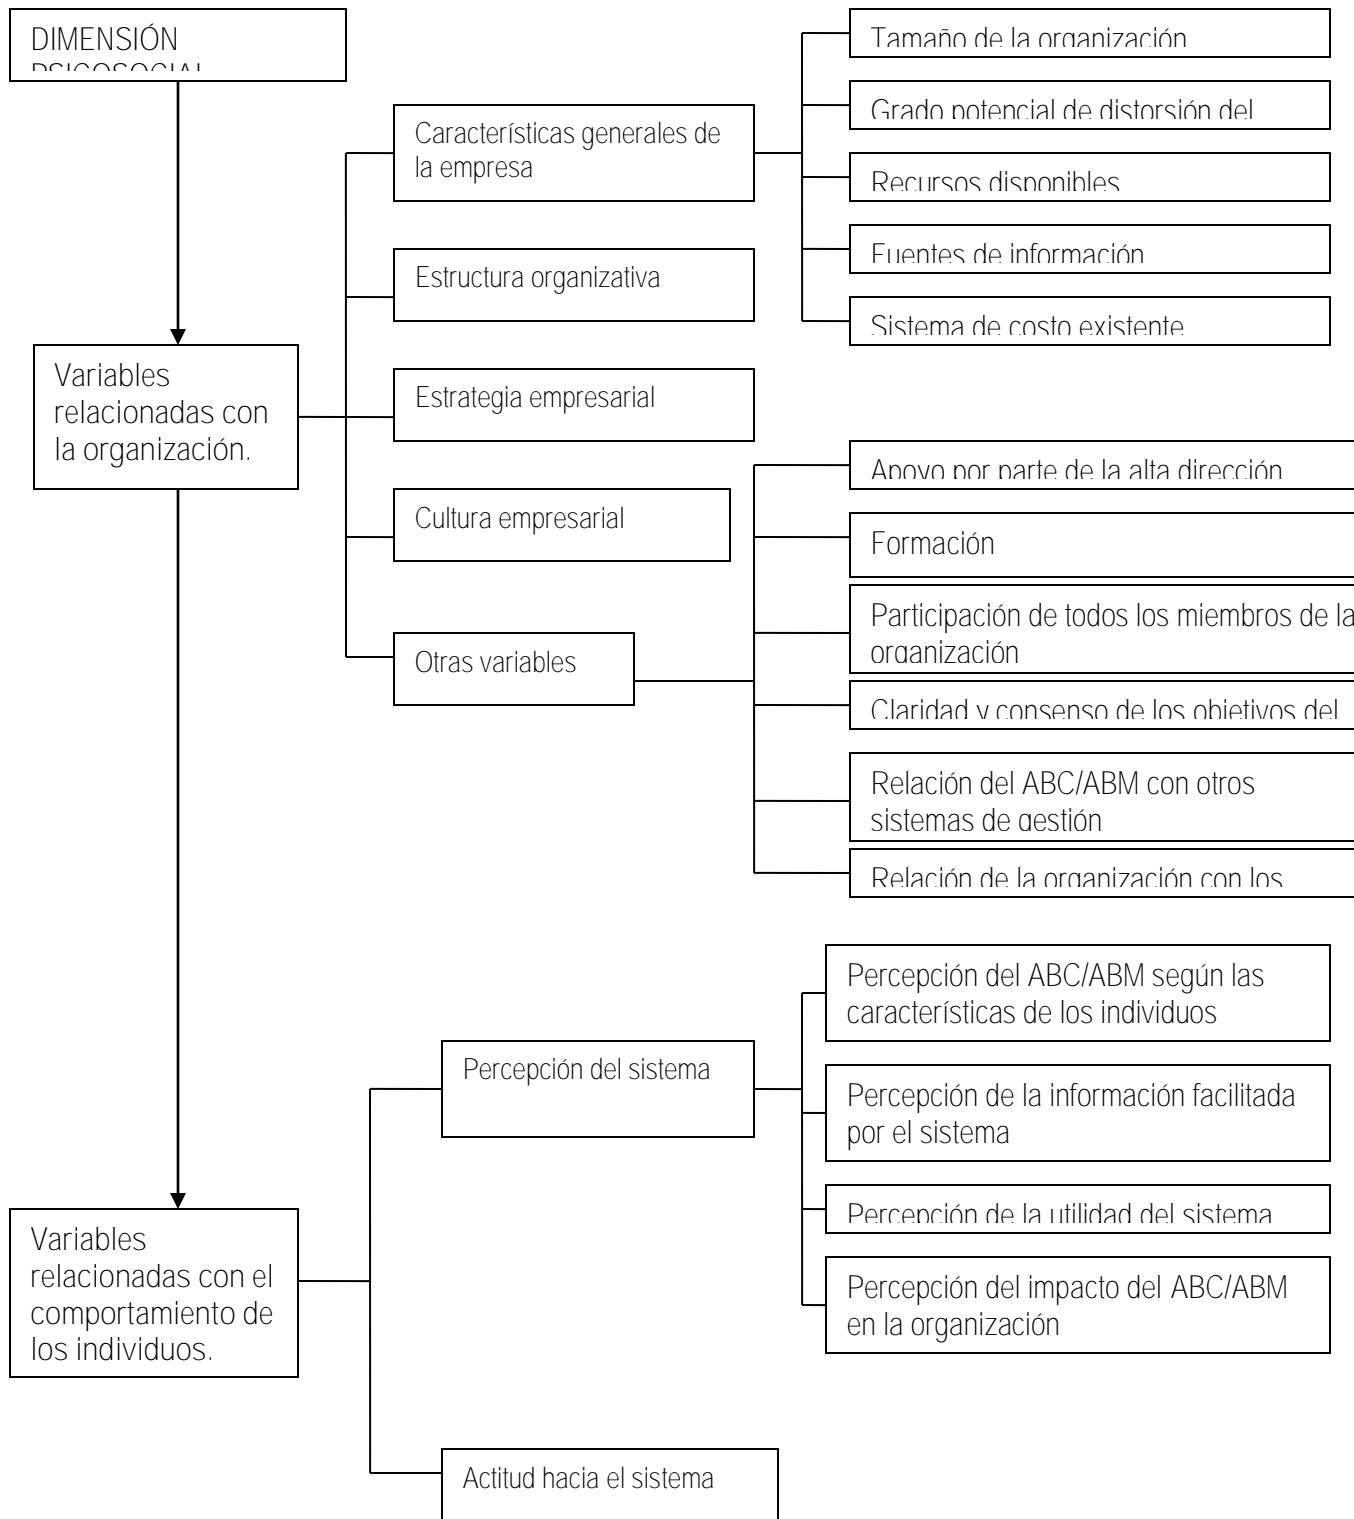 DIMENSIÓN
PSICOSOCIAL
Variables
relacionadas con
la organización.
Características generales de
la empresa
Tamaño de la organización
Grado potencial de distorsión del
Recursos disponibles
Fuentes de información
Sistema de costo existente
Estructura organizativa
Estrategia empresarial
Cultura empresarial
Otras variables
Apoyo por parte de la alta dirección
Formación
Participación de todos los miembros de la
organización
Claridad y consenso de los objetivos del
Relación del ABC/ABM con otros
sistemas de gestión
Relación de la organización con los
Variables
relacionadas con el
comportamiento de
los individuos.
Percepción del sistema
Percepción del ABC/ABM según las
características de los individuos
Percepción de la información facilitada
por el sistema
Percepción de la utilidad del sistema
Percepción del impacto del ABC/ABM
en la organización
Actitud hacia el sistema